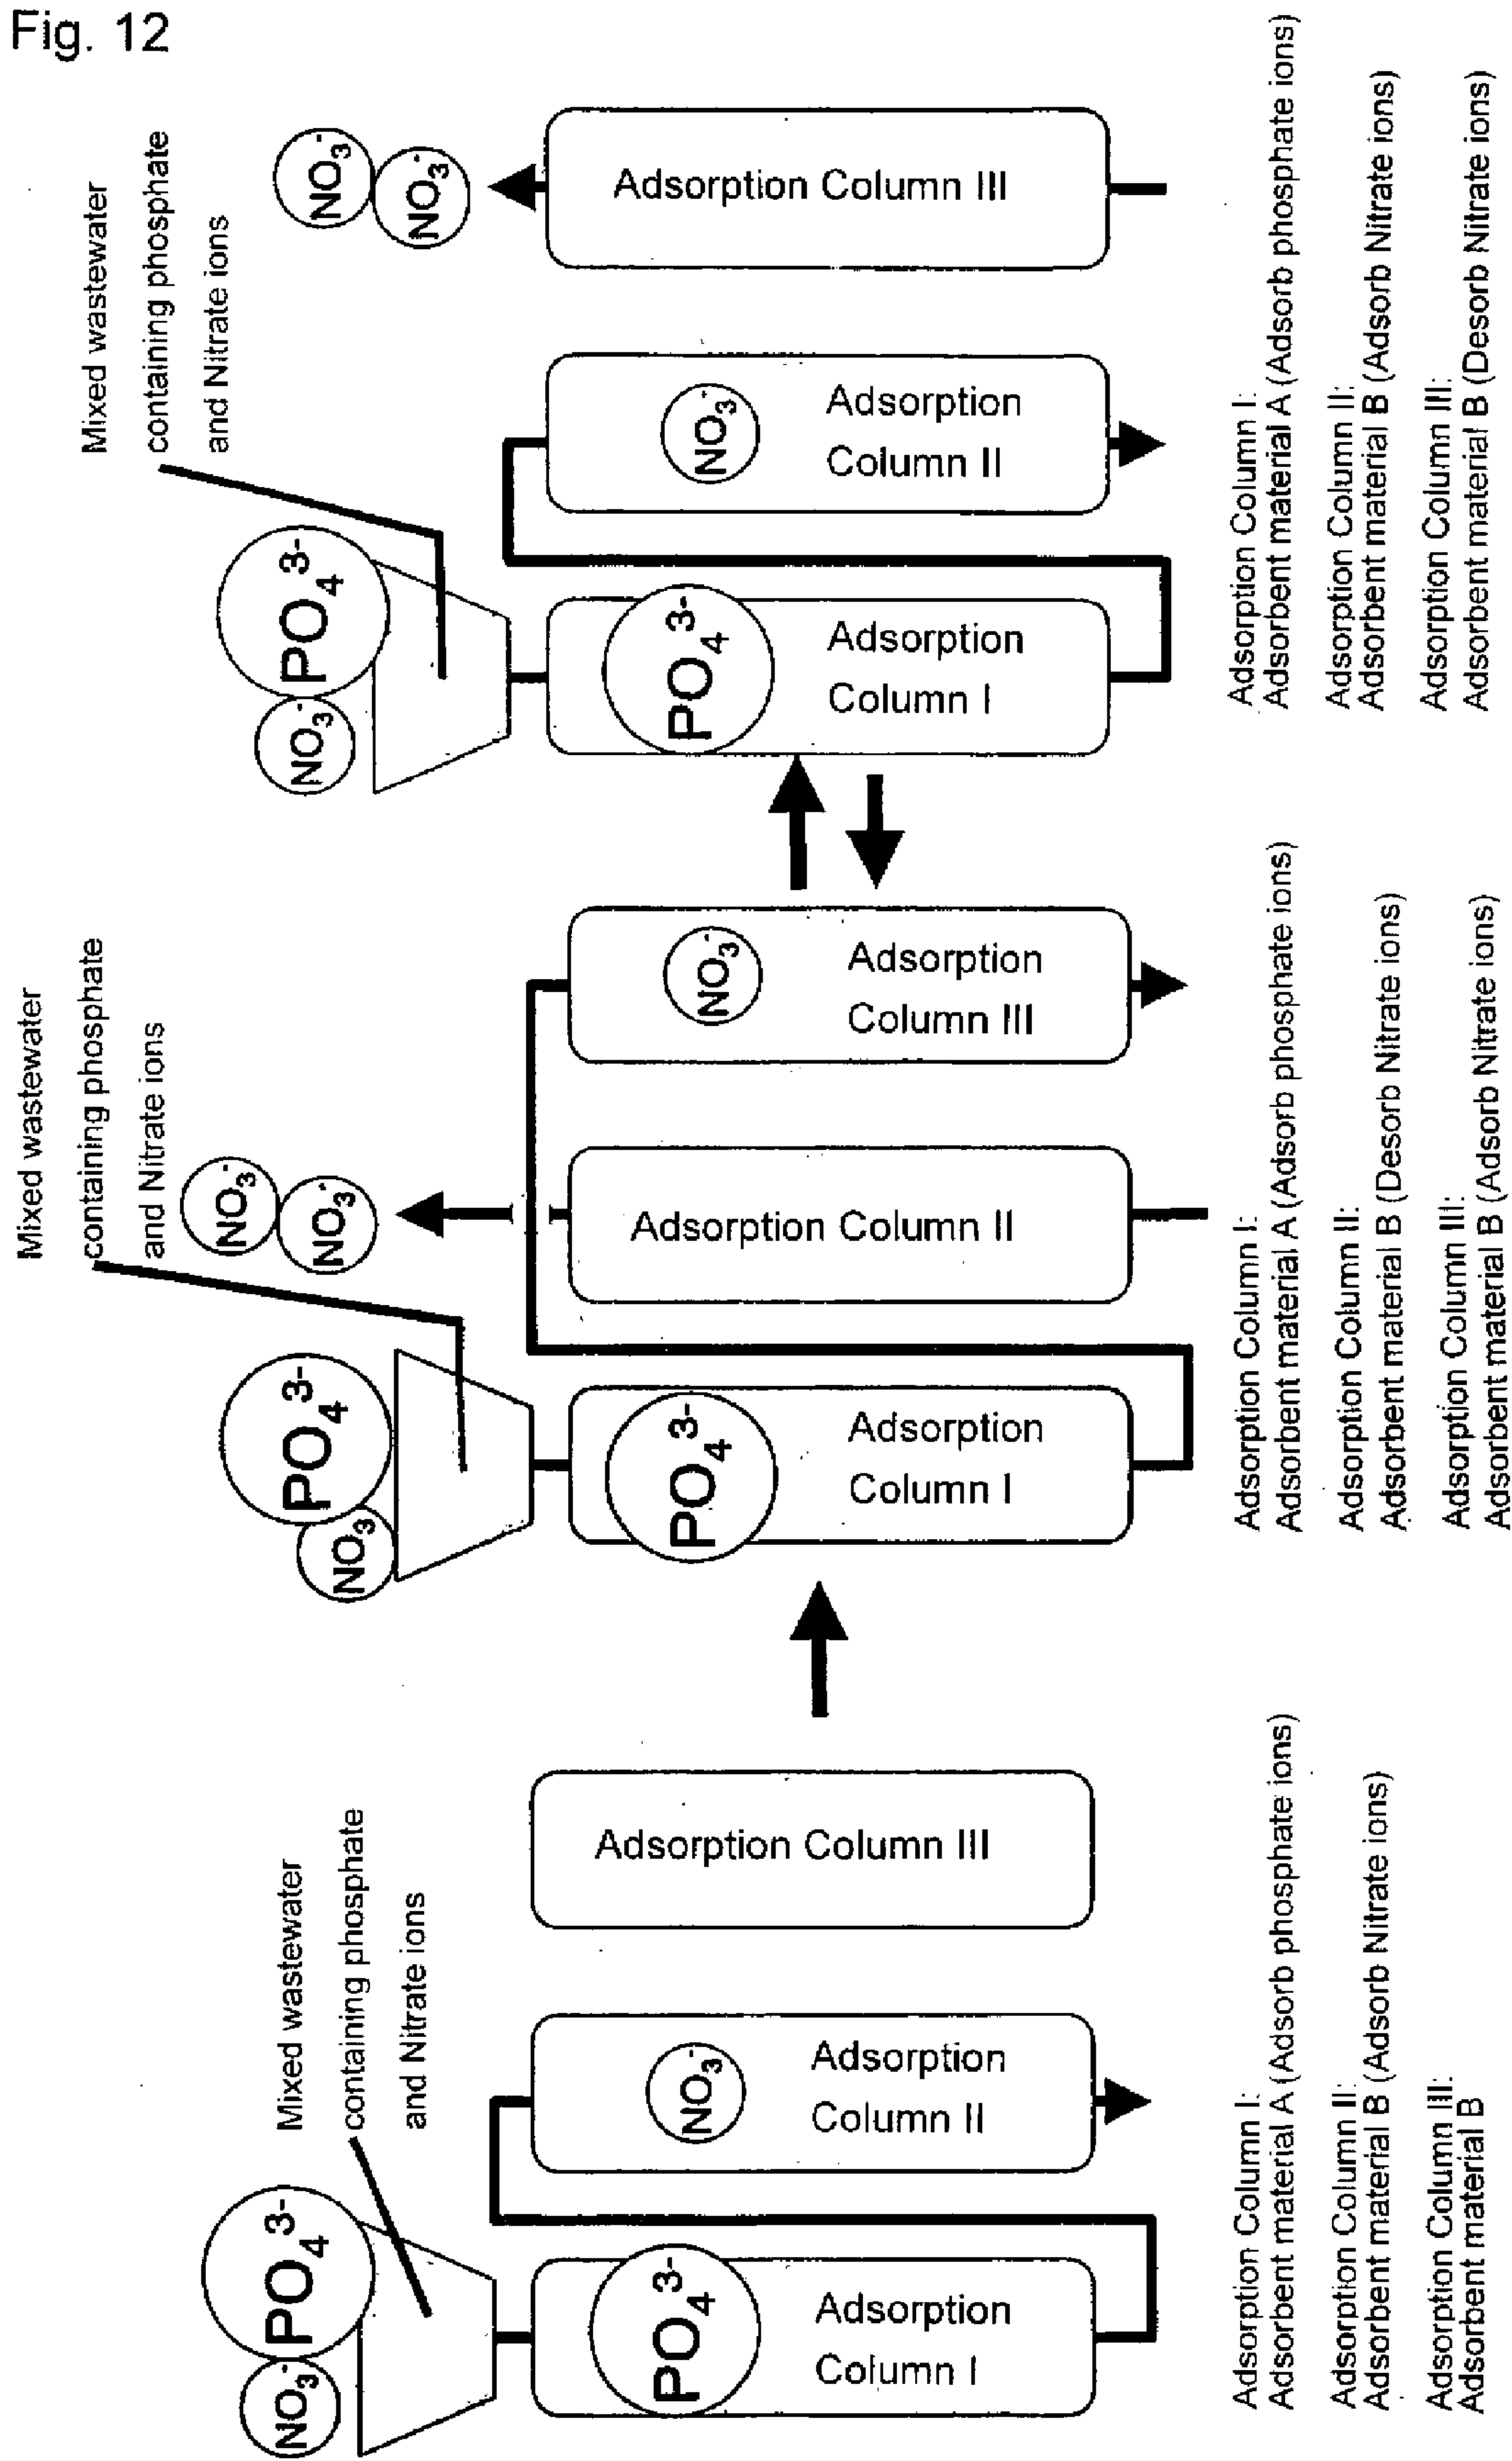 Fig. 12
Mixed wastewater
containing phosphate
and Nitrate ions
NO3-
PO4 3-
PO4 3-
Adsorption
Column I
NO3-
Adsorption
Column II
Adsorption Column III
Adsorption Column I:
Adsorbent material A (Adsorb phosphate ions)
Adsorption Column II:
Adsorbent material B (Adsorb Nitrate ions)
Adsorption Column III:
Adsorbent material B
Mixed wastewater
containing phosphate
and Nitrate ions
NO3-
PO4 3-
NO3-
NO3-
PO4 3-
Adsorption
Column I
Adsorption Column II
NO3-
Adsorption
Column III
Adsorption Column I:
Adsorbent material A (Adsorb phosphate ions)
Adsorption Column II:
Adsorbent material B (Desorb Nitrate ions)
Adsorption Column III:
Adsorbent material B (Adsorb Nitrate ions)
Mixed wastewater
containing phosphate
and Nitrate ions
NO3-
PO4 3-
NO3-
NO3-
PO4 3-
Adsorption
Column I
NO3-
Adsorption
Column II
Adsorption Column III
Adsorption Column I:
Adsorbent material A (Adsorb phosphate ions)
Adsorption Column II:
Adsorbent material B (Adsorb Nitrate ions)
Adsorption Column III:
Adsorbent material B (Desorb Nitrate ions)